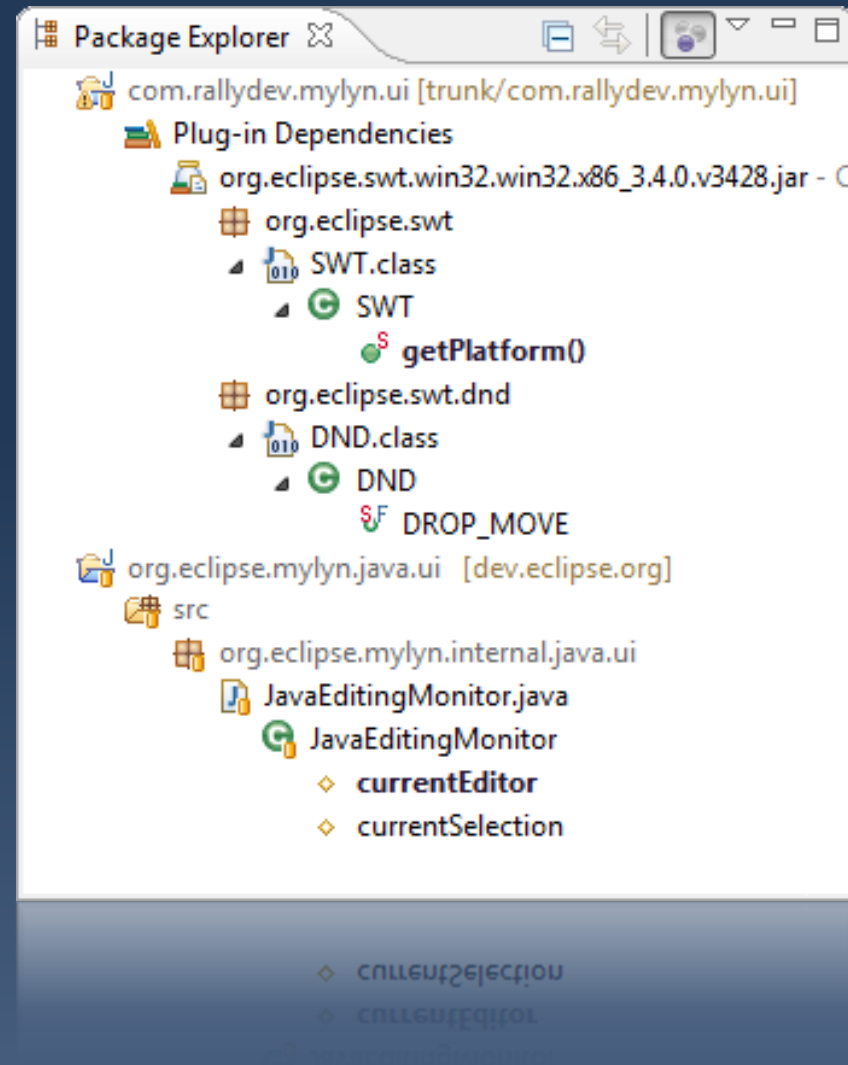 Package Explorer
com.rallydev.mylyn.ui [trunk/com.rallydev.mylyn.ui]
Plug-in Dependencies
org.eclipse.swt.win32.win32.x86_3.4.0.v3428.jar - C
org.eclipse.swt
SWT.class
SWT
getPlatform()
org.eclipse.swt.dnd
DND.class
DND
DROP_MOVE
org.eclipse.mylyn.java.ui [dev.eclipse.org]
src
org.eclipse.mylyn.internal.java.ui
JavaEditingMonitor.java
JavaEditingMonitor
currentEditor
currentSelection
currentSelection
currentEditor